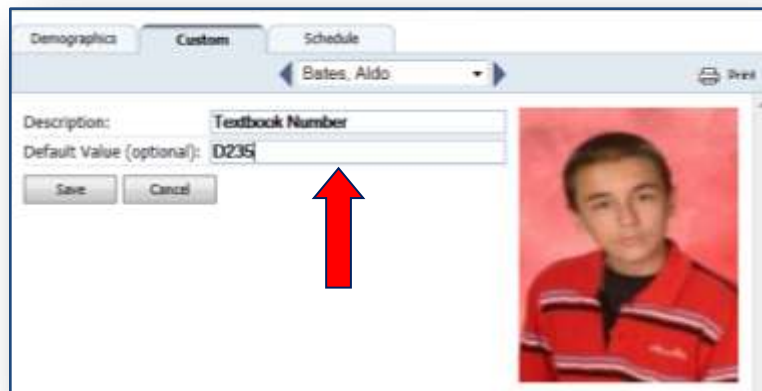 Demographics Custom Schedule
Bates, Aldo
Print
Description: Textbook Number
Default Value (optional): D235
Save Cancel